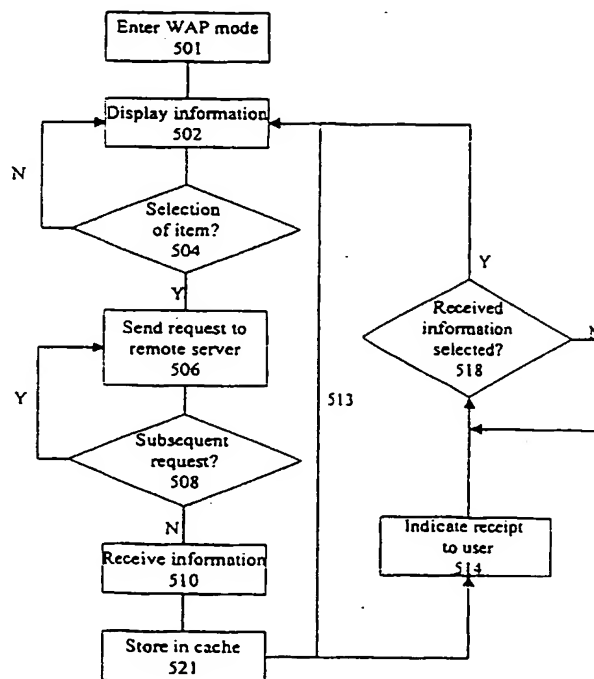 Enter WAP mode
501
Display information
502
N
Selection
of item?
504
Y
Send request to
remote server
506
Y
Subsequent
request?
508
N
Receive information
510
Store in cache
521
513
Y
Received
information
selected?
518
N
Indicate receipt
to user
514